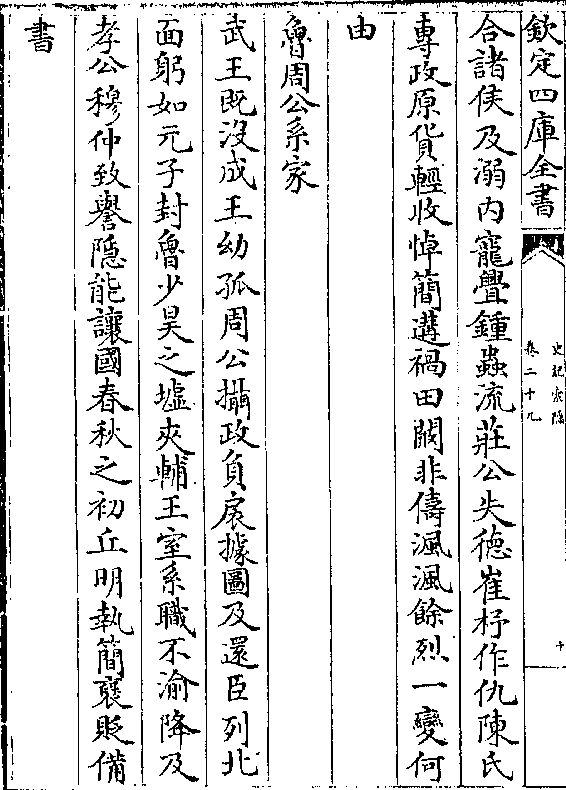 欽定四庫全書
史記索隱
卷二十九
十
合諸侯及溺内寵舋鍾蟲流莊公失徳崔杼作仇陳氏
專政原貨輕收悼簡遘禍田闞非儔渢渢餘烈一變何
由
魯周公系家
武王既没成王幼孤周公攝政負扆據圖及還臣列北
面躬如元子封魯少昊之墟夾輔王室系職不渝降及
孝公穆仲致譽隠能讓國春秋之初丘明執簡襃貶備
書